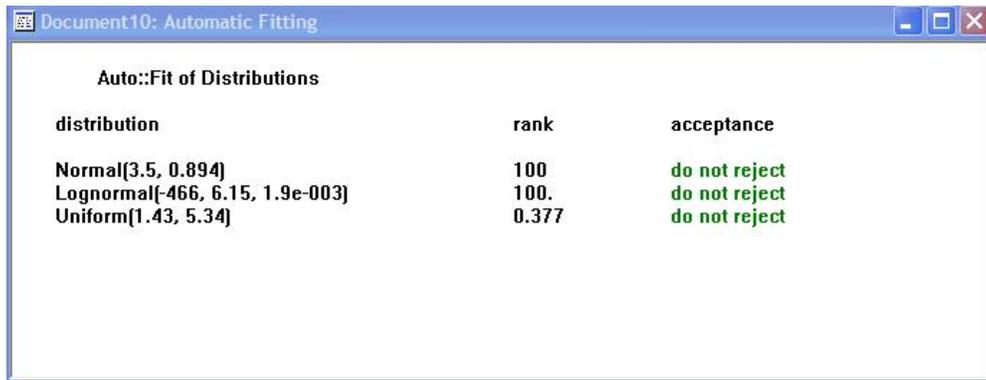 Document10: Automatic Fitting
Auto::Fit of Distributions
distribution rank acceptance
Normal(3.5, 0.894) 100 do not reject
Lognormal(-466, 6.15, 1.9e-003) 100. do not reject
Uniform(1.43, 5.34) 0.377 do not reject